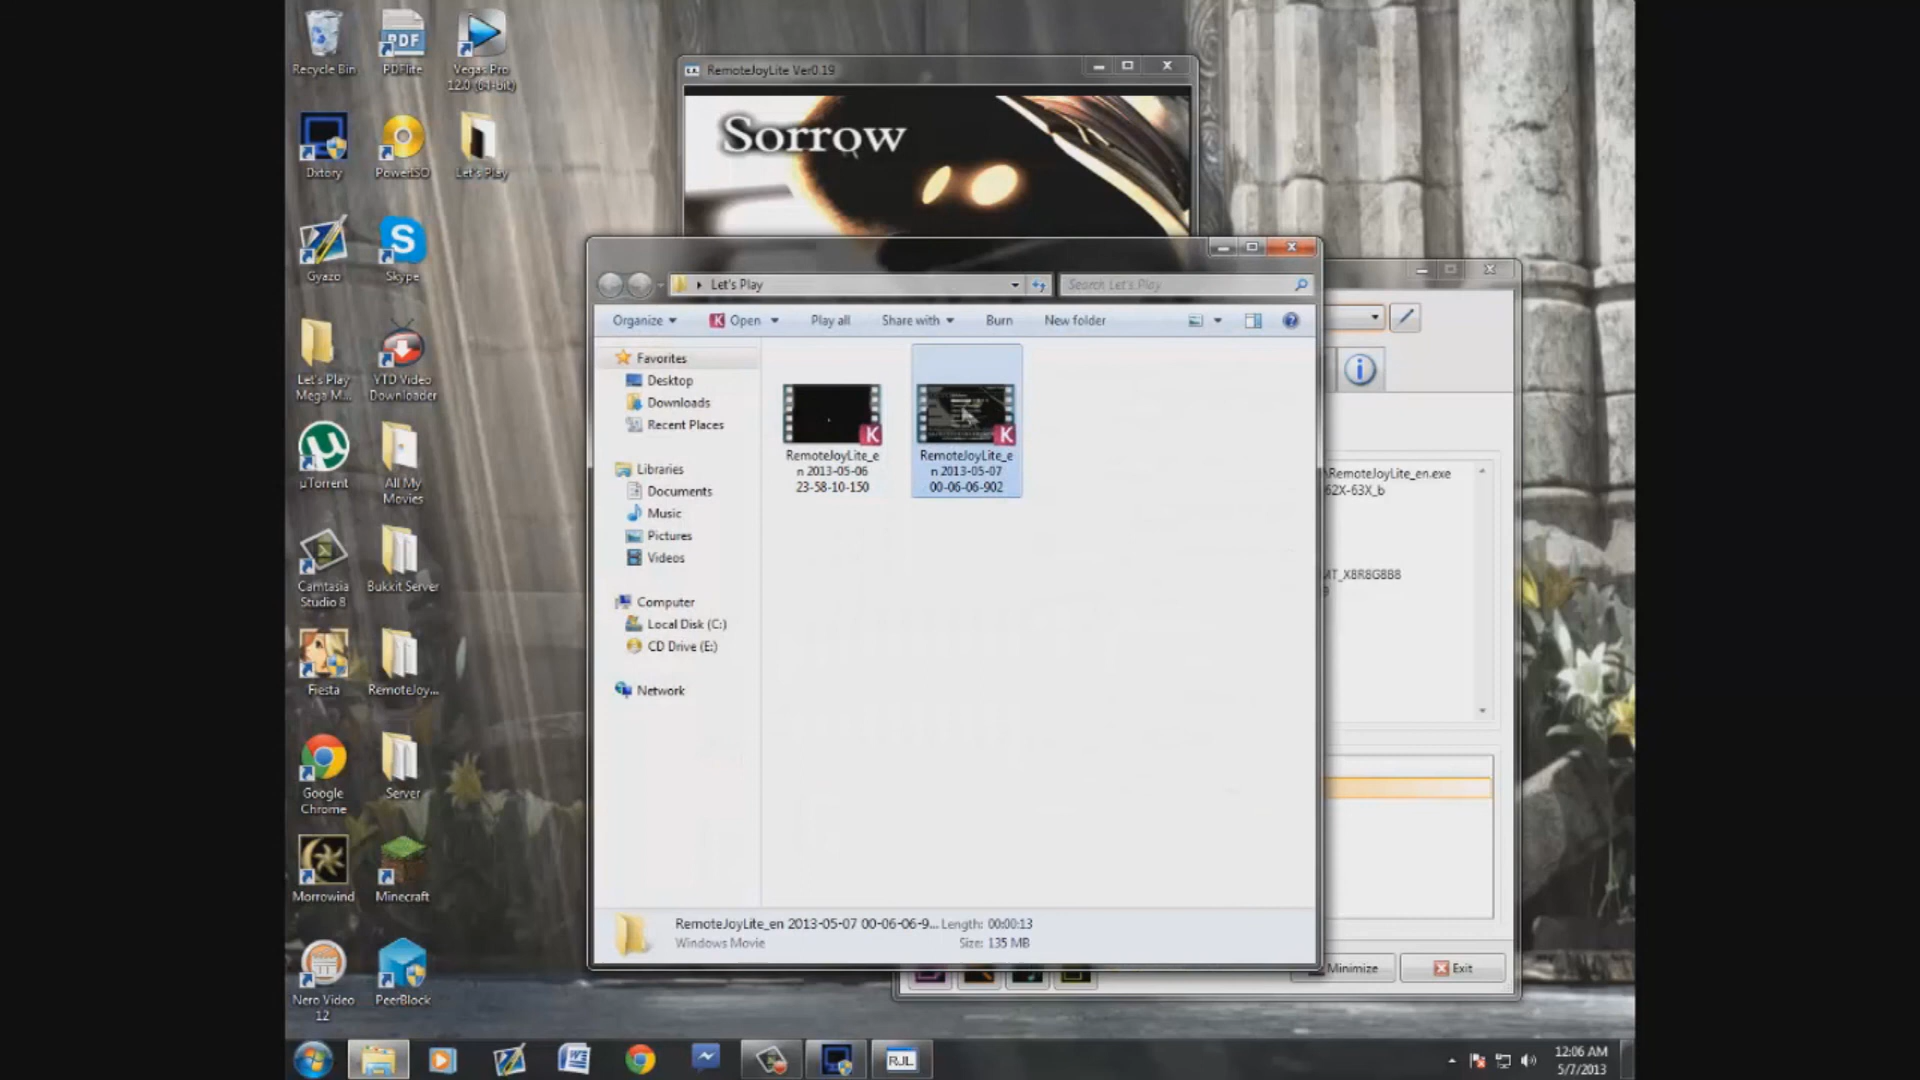 Recycle Bin
PDFlite
Vegas Pro
12.0 (64-bit)
Dxtory
PowerISO
Let's Play
Gyazo
Skype
Let's Play
Mega M...
YTD Video
Downloader
µTorrent
All My
Movies
Camtasia
Studio 8
Bukkit Server
Fiesta
RemoteJoy...
Google
Chrome
Server
Morrowind
Minecraft
Nero Video
12
PeerBlock
RemoteJoyLite Ver0.19
Sorrow
Let's Play
Search Let's Play
Organize
Open
Play all
Share with
Burn
New folder
Favorites
Desktop
Downloads
Recent Places
Libraries
Documents
Music
Pictures
Videos
Computer
Local Disk (C:)
CD Drive (E:)
Network
RemoteJoyLite_e
n 2013-05-06
23-58-10-150
RemoteJoyLite_e
n 2013-05-07
00-06-06-902
RemoteJoyLite_en 2013-05-07 00-06-06-9... Length: 00:00:13
Windows Movie Size: 135 MB
\RemoteJoyLite_en.exe
62X-63X_b
MT_X8R8G8B8
Minimize
Exit
RJL
12:06 AM
5/7/2013